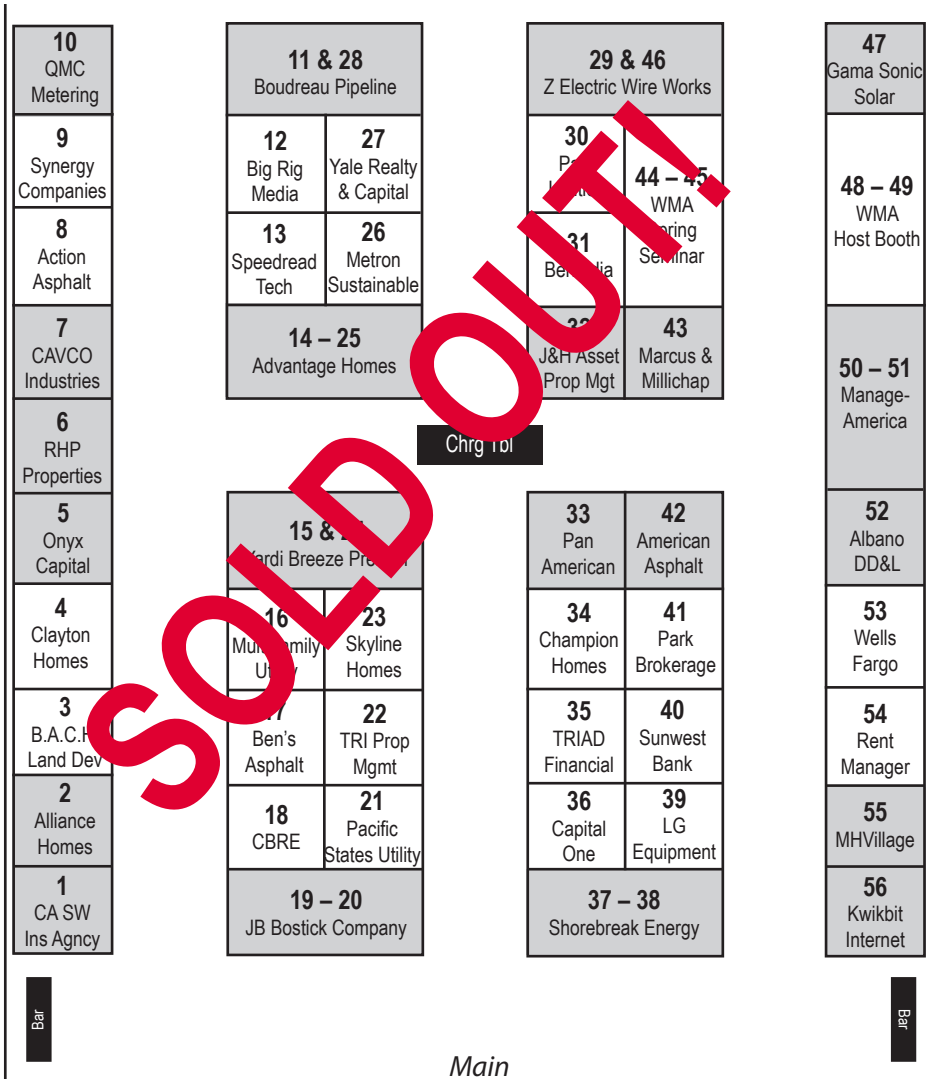 10
QMC
Metering
9
Synergy
Companies
8
Action
Asphalt
7
CAVCO
Industries
6
RHP
Properties
5
Onyx
Capital
4
Clayton
Homes
3
Land Dev
2
Alliance
Homes
1
CA SW
Ins Agncy
11 & 28
Boudreau Pipeline
12
Big Rig
Media
27
Yale Realty
& Capital
13
Speedread
Tech
26
Metron
Sustainable
14 – 25
Advantage Homes
15 &
Breeze
16
23
Skyline
Homes
Ben's
Asphalt
22
TRI Prop
Mgmt
18
CBRE
21
Pacific
States Utility
19 – 20
JB Bostick Company
29 & 46
Z Electric Wire Works
30
44 – 45
WMA
Seminar
31
32
J&H Asset
Prop Mgt
43
Marcus &
Millichap
Chrg Tbl
33
Pan
American
42
American
Asphalt
34
Champion
Homes
41
Park
Brokerage
35
TRIAD
Financial
40
Sunwest
Bank
36
Capital
One
39
LG
Equipment
37 – 38
Shorebreak Energy
47
Gama Sonic
Solar
48 – 49
WMA
Host Booth
50 – 51
Manage-
America
52
Albano
DD&L
53
Wells
Fargo
54
Rent
Manager
55
MHVillage
56
Kwikbit
Internet
SOLD OUT!
Bar
Bar
Main